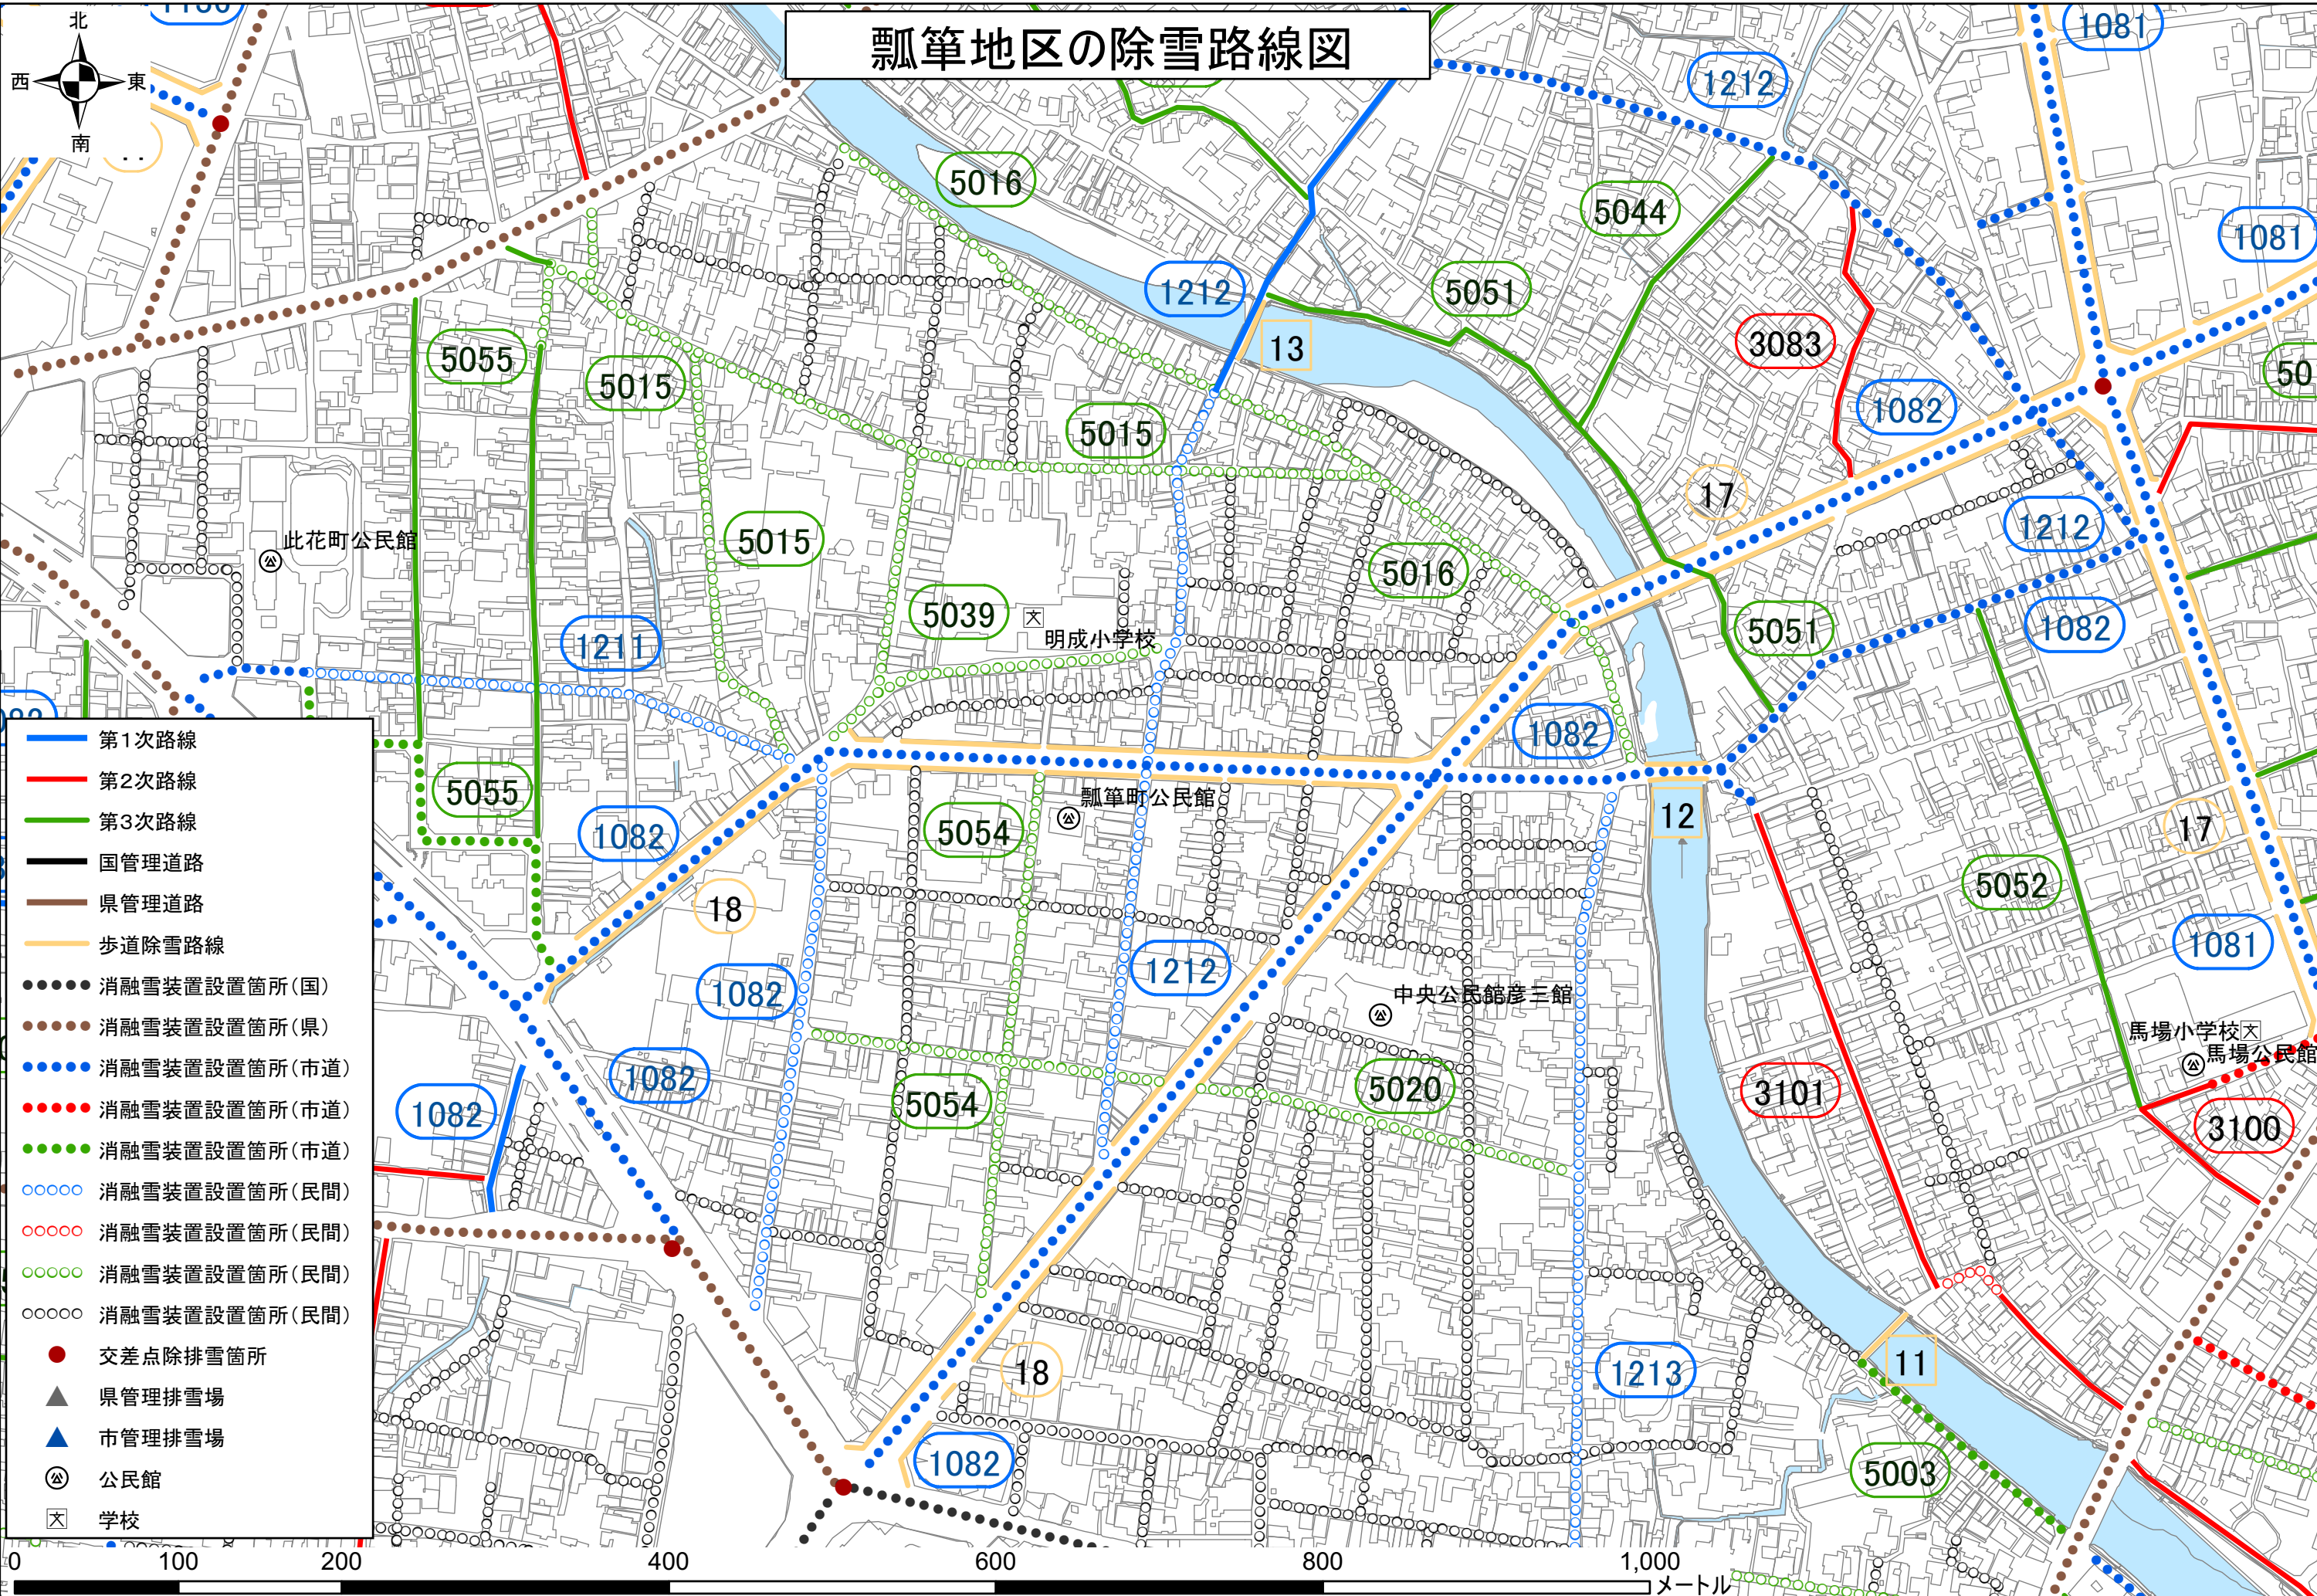 瓢箪地区の除雪路線図
北
西
東
南
1081
1212
5016
5044
1081
1212
5051
13
3083
5055
5015
1082
5015
17
5015
1212
此花町公民館
5016
5039
文
明成小学校
1211
5051
1082
1082
5055
瓢箪町公民館
12
1082
5054
17
5052
18
1081
1212
1082
中央公民館彦三館
馬場小学校文
馬場公民館
1082
5020
3101
1082
5054
3100
11
18
1213
1082
5003
第1次路線
第2次路線
第3次路線
国管理道路
県管理道路
歩道除雪路線
消融雪装置設置箇所(国)
消融雪装置設置箇所(県)
消融雪装置設置箇所(市道)
消融雪装置設置箇所(市道)
消融雪装置設置箇所(市道)
消融雪装置設置箇所(民間)
消融雪装置設置箇所(民間)
消融雪装置設置箇所(民間)
消融雪装置設置箇所(民間)
交差点除排雪箇所
県管理排雪場
市管理排雪場
公民館
文 学校
0 100 200 400 600 800 1,000
メートル